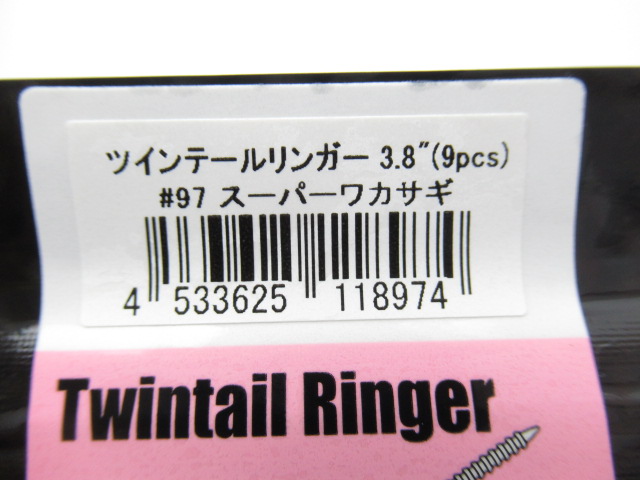 ツインテールリンガー 3.8"(9pcs)
#97 スーパーワカサギ
4 533625 118974
Twintail Ringer